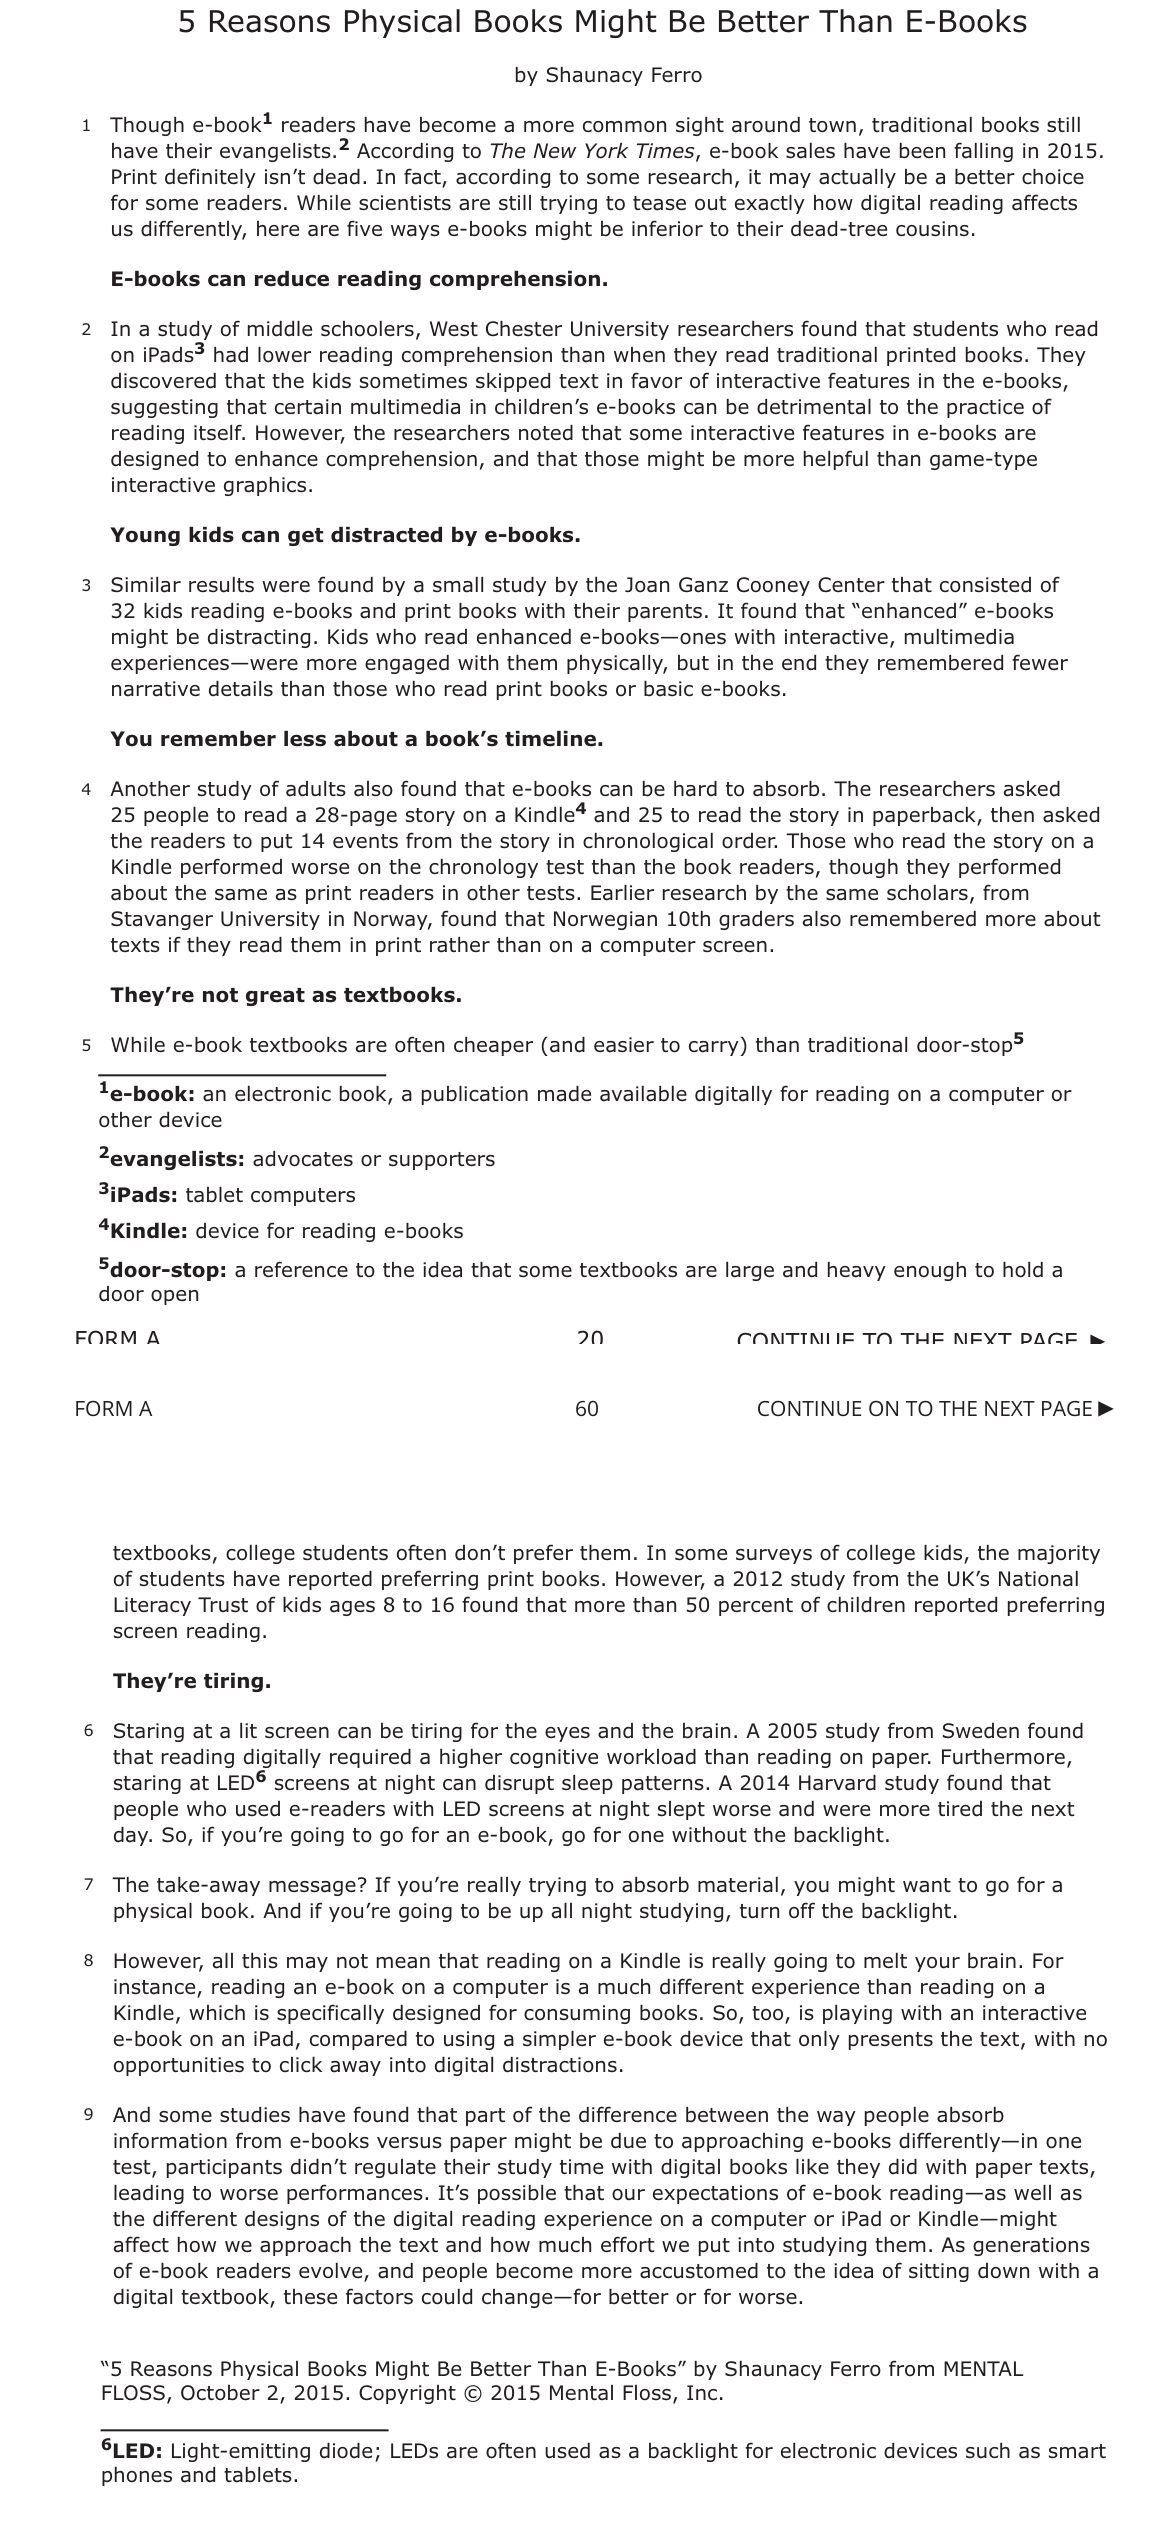 5 Reasons Physical Books Might Be Better Than E-Books
by Shaunacy Ferro
1 Though e-book1 readers have become a more common sight around town, traditional books still
have their evangelists.2 According to The New York Times, e-book sales have been falling in 2015.
Print definitely isn’t dead. In fact, according to some research, it may actually be a better choice
for some readers. While scientists are still trying to tease out exactly how digital reading affects
us differently, here are five ways e-books might be inferior to their dead-tree cousins.
E-books can reduce reading comprehension.
2 In a study of middle schoolers, West Chester University researchers found that students who read
on iPads3 had lower reading comprehension than when they read traditional printed books. They
discovered that the kids sometimes skipped text in favor of interactive features in the e-books,
suggesting that certain multimedia in children’s e-books can be detrimental to the practice of
reading itself. However, the researchers noted that some interactive features in e-books are
designed to enhance comprehension, and that those might be more helpful than game-type
interactive graphics.
Young kids can get distracted by e-books.
3 Similar results were found by a small study by the Joan Ganz Cooney Center that consisted of
32 kids reading e-books and print books with their parents. It found that “enhanced” e-books
might be distracting. Kids who read enhanced e-books—ones with interactive, multimedia
experiences—were more engaged with them physically, but in the end they remembered fewer
narrative details than those who read print books or basic e-books.
You remember less about a book’s timeline.
4 Another study of adults also found that e-books can be hard to absorb. The researchers asked
25 people to read a 28-page story on a Kindle4 and 25 to read the story in paperback, then asked
the readers to put 14 events from the story in chronological order. Those who read the story on a
Kindle performed worse on the chronology test than the book readers, though they performed
about the same as print readers in other tests. Earlier research by the same scholars, from
Stavanger University in Norway, found that Norwegian 10th graders also remembered more about
texts if they read them in print rather than on a computer screen.
They’re not great as textbooks.
5 While e-book textbooks are often cheaper (and easier to carry) than traditional door-stop5
1e-book: an electronic book, a publication made available digitally for reading on a computer or
other device
2evangelists: advocates or supporters
3iPads: tablet computers
4Kindle: device for reading e-books
5door-stop: a reference to the idea that some textbooks are large and heavy enough to hold a
door open
FORM A 20 CONTINUE TO THE NEXT PAGE ►
FORM A 60 CONTINUE ON TO THE NEXT PAGE ►
textbooks, college students often don’t prefer them. In some surveys of college kids, the majority
of students have reported preferring print books. However, a 2012 study from the UK’s National
Literacy Trust of kids ages 8 to 16 found that more than 50 percent of children reported preferring
screen reading.
They’re tiring.
6 Staring at a lit screen can be tiring for the eyes and the brain. A 2005 study from Sweden found
that reading digitally required a higher cognitive workload than reading on paper. Furthermore,
staring at LED6 screens at night can disrupt sleep patterns. A 2014 Harvard study found that
people who used e-readers with LED screens at night slept worse and were more tired the next
day. So, if you’re going to go for an e-book, go for one without the backlight.
7 The take-away message? If you’re really trying to absorb material, you might want to go for a
physical book. And if you’re going to be up all night studying, turn off the backlight.
8 However, all this may not mean that reading on a Kindle is really going to melt your brain. For
instance, reading an e-book on a computer is a much different experience than reading on a
Kindle, which is specifically designed for consuming books. So, too, is playing with an interactive
e-book on an iPad, compared to using a simpler e-book device that only presents the text, with no
opportunities to click away into digital distractions.
9 And some studies have found that part of the difference between the way people absorb
information from e-books versus paper might be due to approaching e-books differently—in one
test, participants didn’t regulate their study time with digital books like they did with paper texts,
leading to worse performances. It’s possible that our expectations of e-book reading—as well as
the different designs of the digital reading experience on a computer or iPad or Kindle—might
affect how we approach the text and how much effort we put into studying them. As generations
of e-book readers evolve, and people become more accustomed to the idea of sitting down with a
digital textbook, these factors could change—for better or for worse.
“5 Reasons Physical Books Might Be Better Than E-Books” by Shaunacy Ferro from MENTAL
FLOSS, October 2, 2015. Copyright © 2015 Mental Floss, Inc.
6LED: Light-emitting diode; LEDs are often used as a backlight for electronic devices such as smart
phones and tablets.